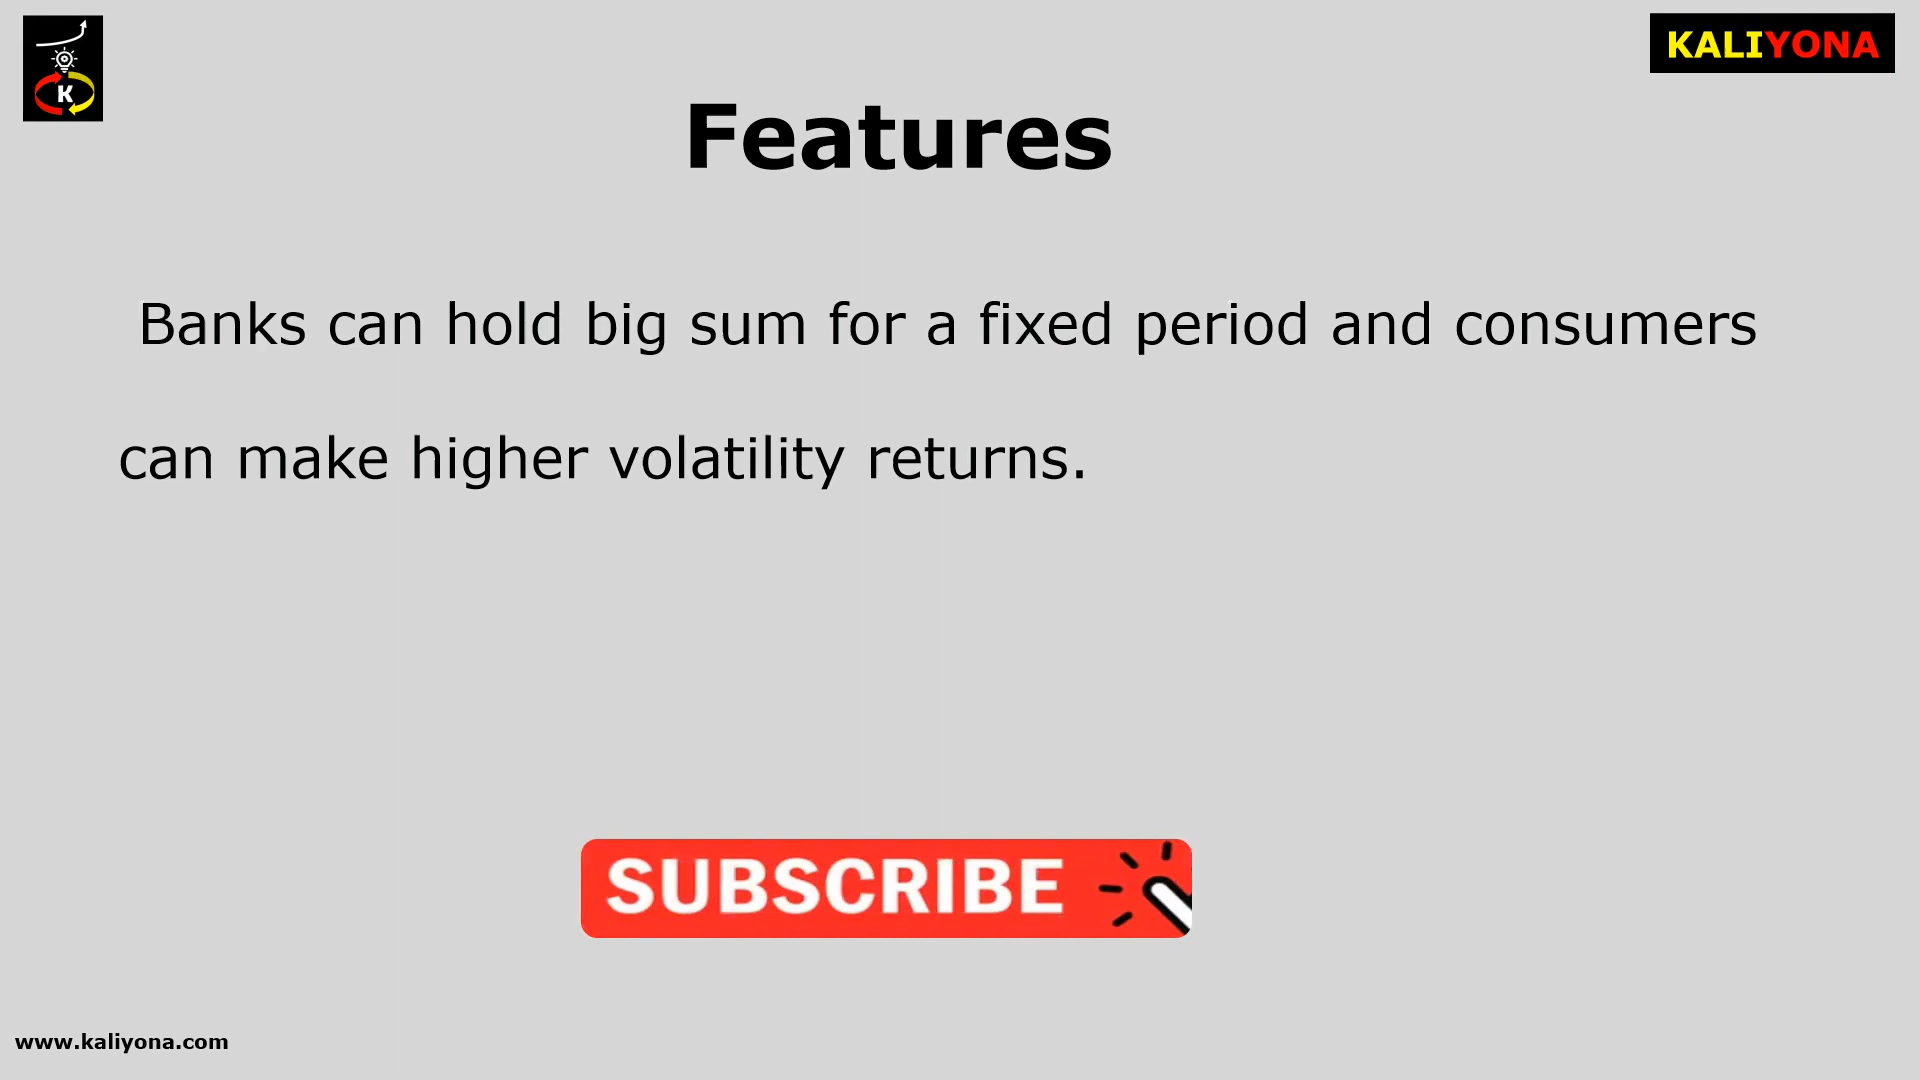 K
KALIYONA
Features
Banks can hold big sum for a fixed period and consumers
can make higher volatility returns.
SUBSCRIBE
www.kaliyona.com